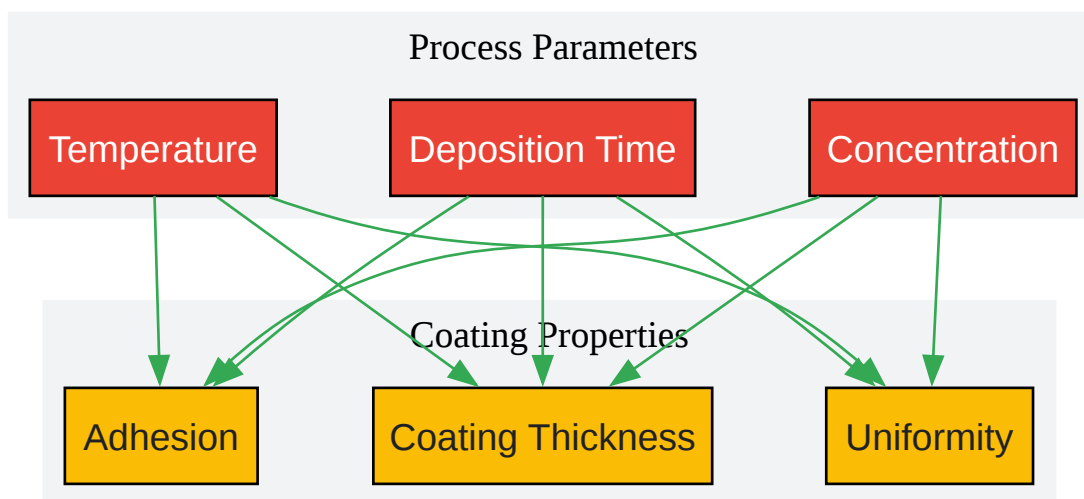 Process Parameters
Temperature
Deposition Time
Concentration
Coating Properties
Adhesion
Coating Thickness
Uniformity